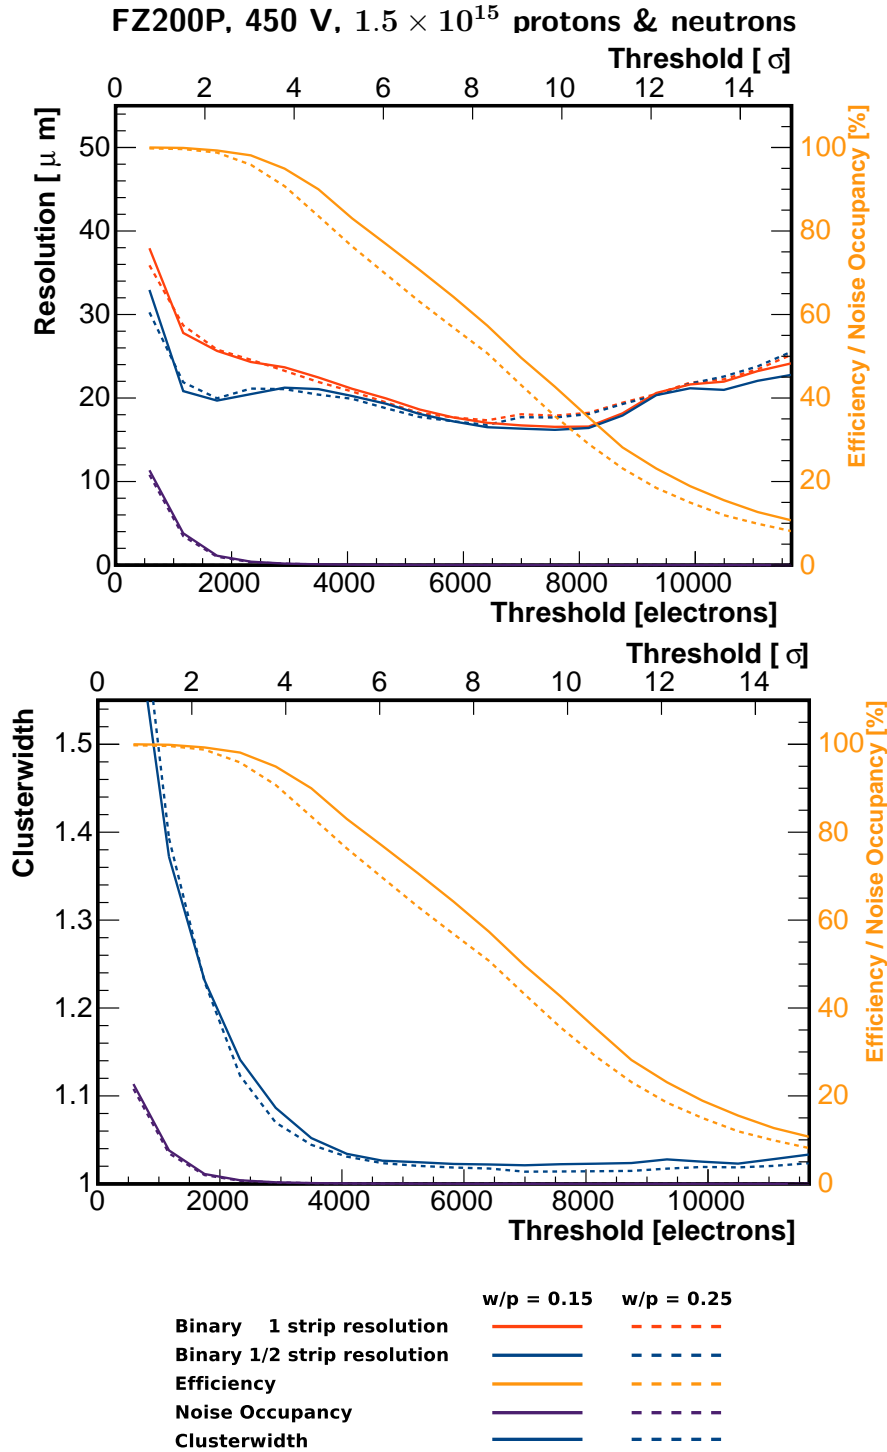 FZ200P, 450 V, 1.5 × 10^15 protons & neutrons
Threshold [ σ]
0 2 4 6 8 10 12 14
Resolution [ μ m]
50
40
30
20
10
0
Efficiency / Noise Occupancy [%]
100
80
60
40
20
0
0 2000 4000 6000 8000 10000
Threshold [electrons]
Threshold [ σ]
0 2 4 6 8 10 12 14
Clusterwidth
1.5
1.4
1.3
1.2
1.1
1
Efficiency / Noise Occupancy [%]
100
80
60
40
20
0
0 2000 4000 6000 8000 10000
Threshold [electrons]
w/p = 0.15 w/p = 0.25
Binary 1 strip resolution
Binary 1/2 strip resolution
Efficiency
Noise Occupancy
Clusterwidth